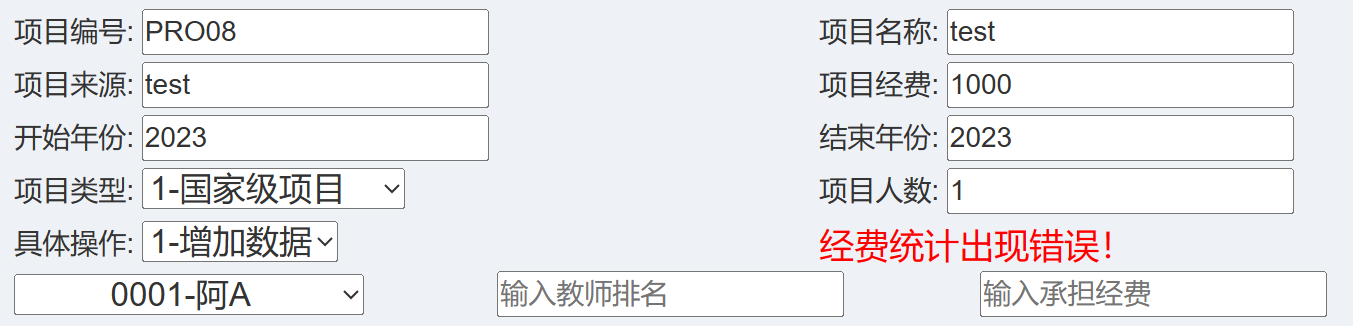 项目编号: PRO08 项目名称: test
项目来源: test 项目经费: 1000
开始年份: 2023 结束年份: 2023
项目类型: 1-国家级项目 项目人数: 1
具体操作: 1-增加数据 经费统计出现错误!
0001-阿A 输入教师排名 输入承担经费